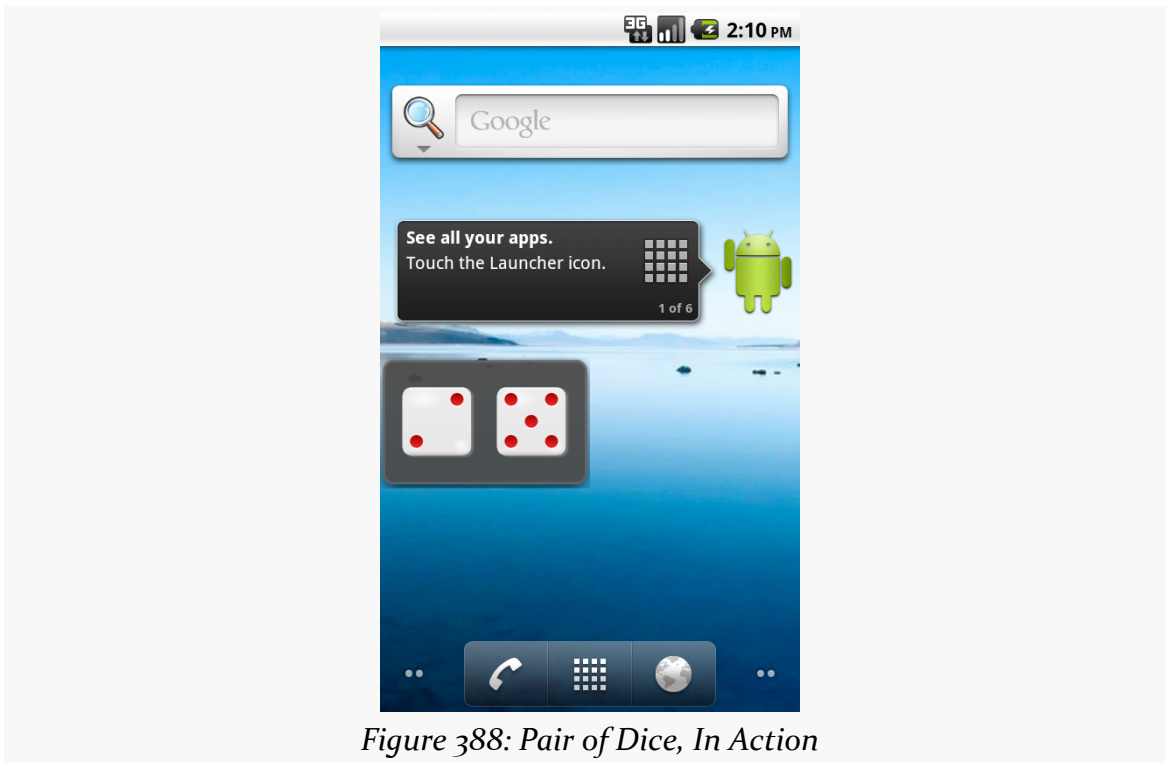 3G 2:10 PM
Google
See all your apps.
Touch the Launcher icon.
1 of 6
Figure 388: Pair of Dice, In Action